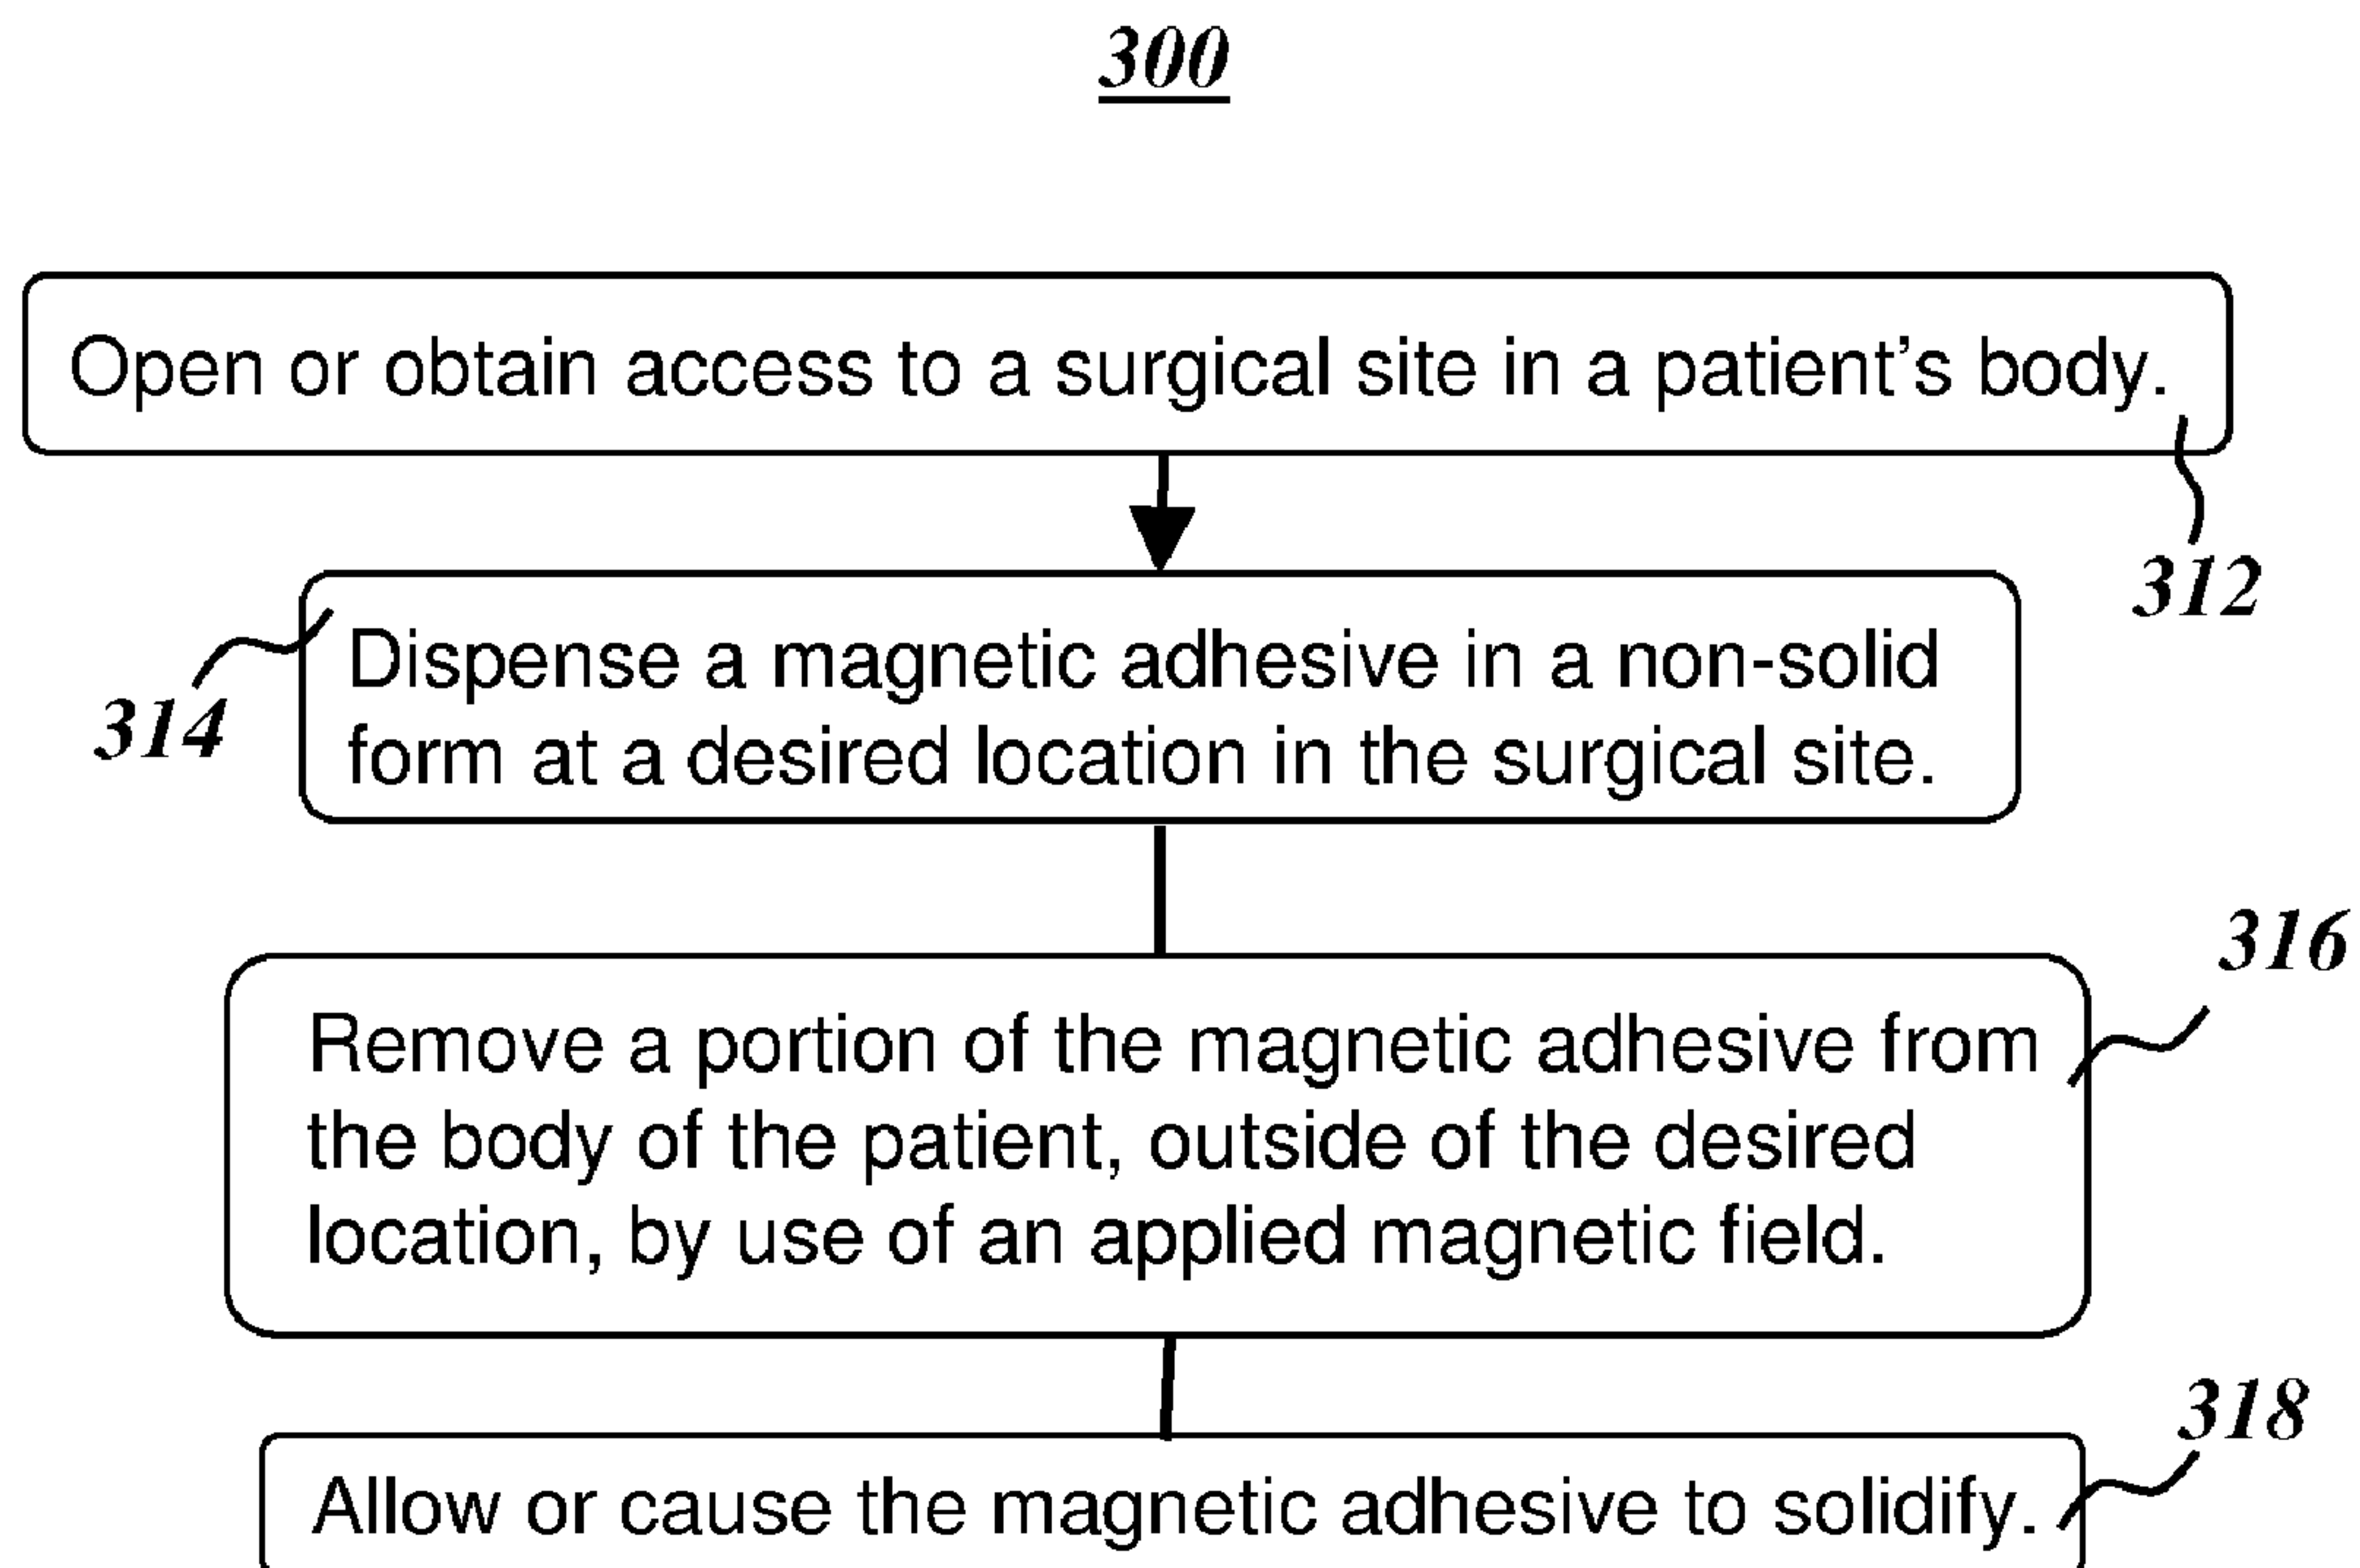 300
Open or obtain access to a surgical site in a patient's body.
312
Dispense a magnetic adhesive in a non-solid
form at a desired location in the surgical site.
314
316
Remove a portion of the magnetic adhesive from
the body of the patient, outside of the desired
location, by use of an applied magnetic field.
318
Allow or cause the magnetic adhesive to solidify.